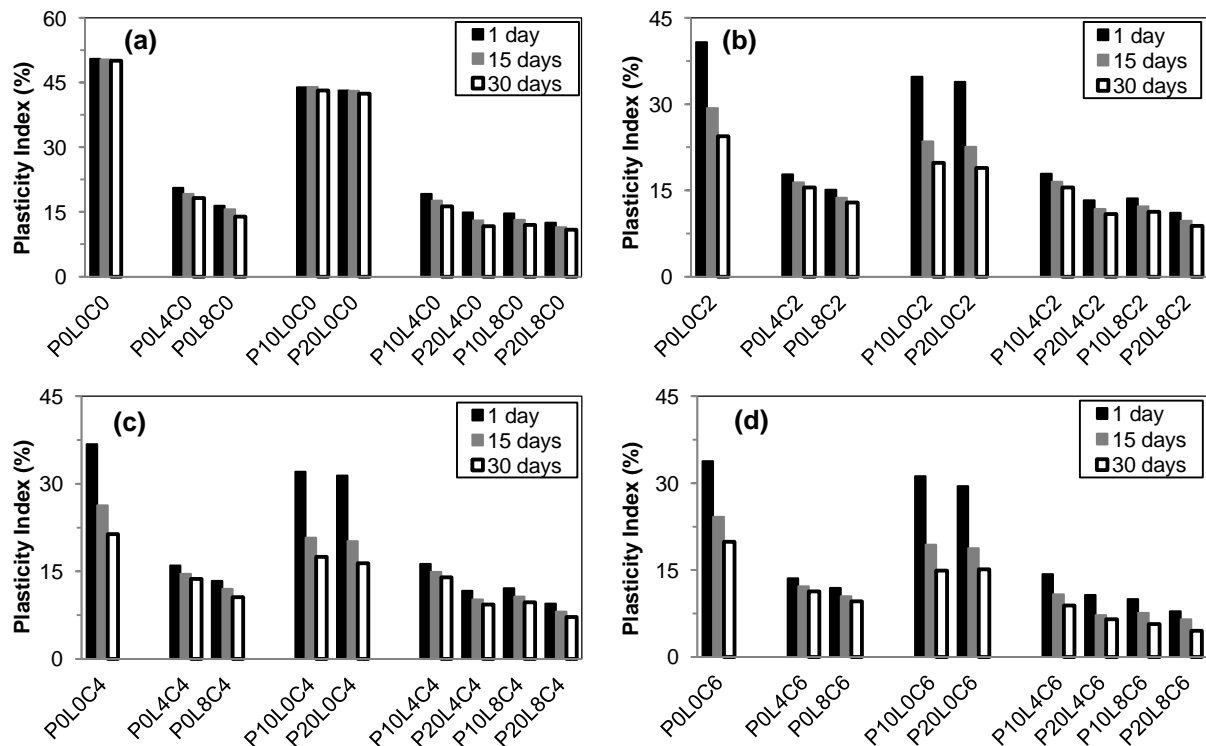 (a)
Plasticity Index (%)
60
45
30
15
0
1 day
15 days
30 days
P0L0C0
P0L4C0
P0L8C0
P10L0C0
P20L0C0
P10L4C0
P20L4C0
P10L8C0
P20L8C0
(b)
Plasticity Index (%)
45
30
15
0
1 day
15 days
30 days
P0L0C2
P0L4C2
P0L8C2
P10L0C2
P20L0C2
P10L4C2
P20L4C2
P10L8C2
P20L8C2
(c)
Plasticity Index (%)
45
30
15
0
1 day
15 days
30 days
P0L0C4
P0L4C4
P0L8C4
P10L0C4
P20L0C4
P10L4C4
P20L4C4
P10L8C4
P20L8C4
(d)
Plasticity Index (%)
45
30
15
0
1 day
15 days
30 days
P0L0C6
P0L4C6
P0L8C6
P10L0C6
P20L0C6
P10L4C6
P20L4C6
P10L8C6
P20L8C6